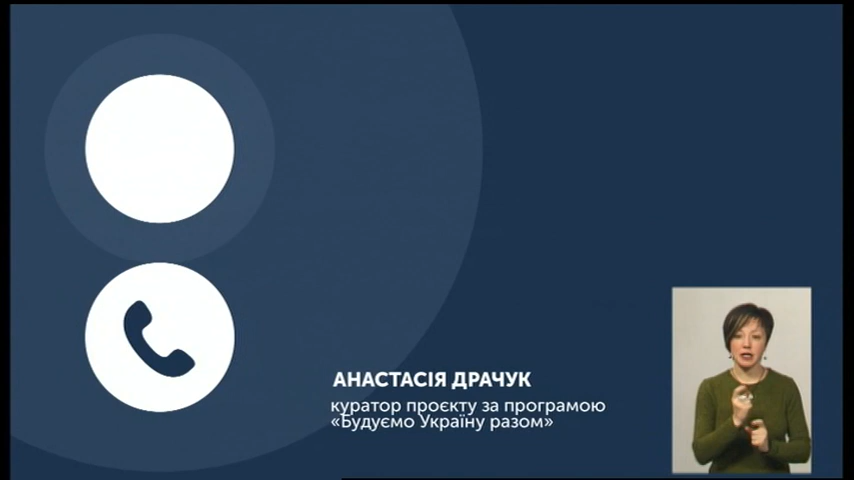 АНАСТАСІЯ ДРАЧУК
куратор проєкту за програмою
«Будуємо Україну разом»